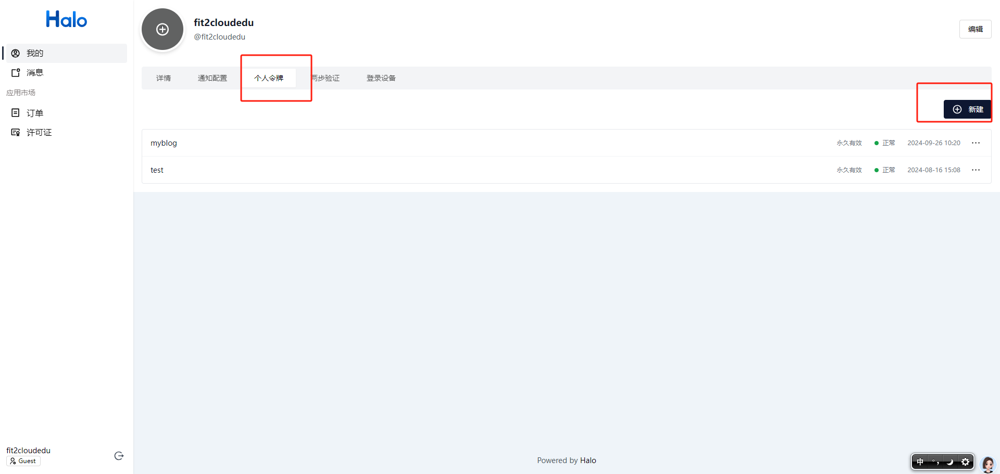 Halo
我的
消息
应用市场
订单
许可证
fit2cloudedu
@fit2cloudedu
编辑
详情 通知配置 个人令牌 两步验证 登录设备
新建
myblog 永久有效 正常 2024-09-26 10:20
test 永久有效 正常 2024-08-16 15:08
fit2cloudedu
Guest
Powered by Halo
中 °,